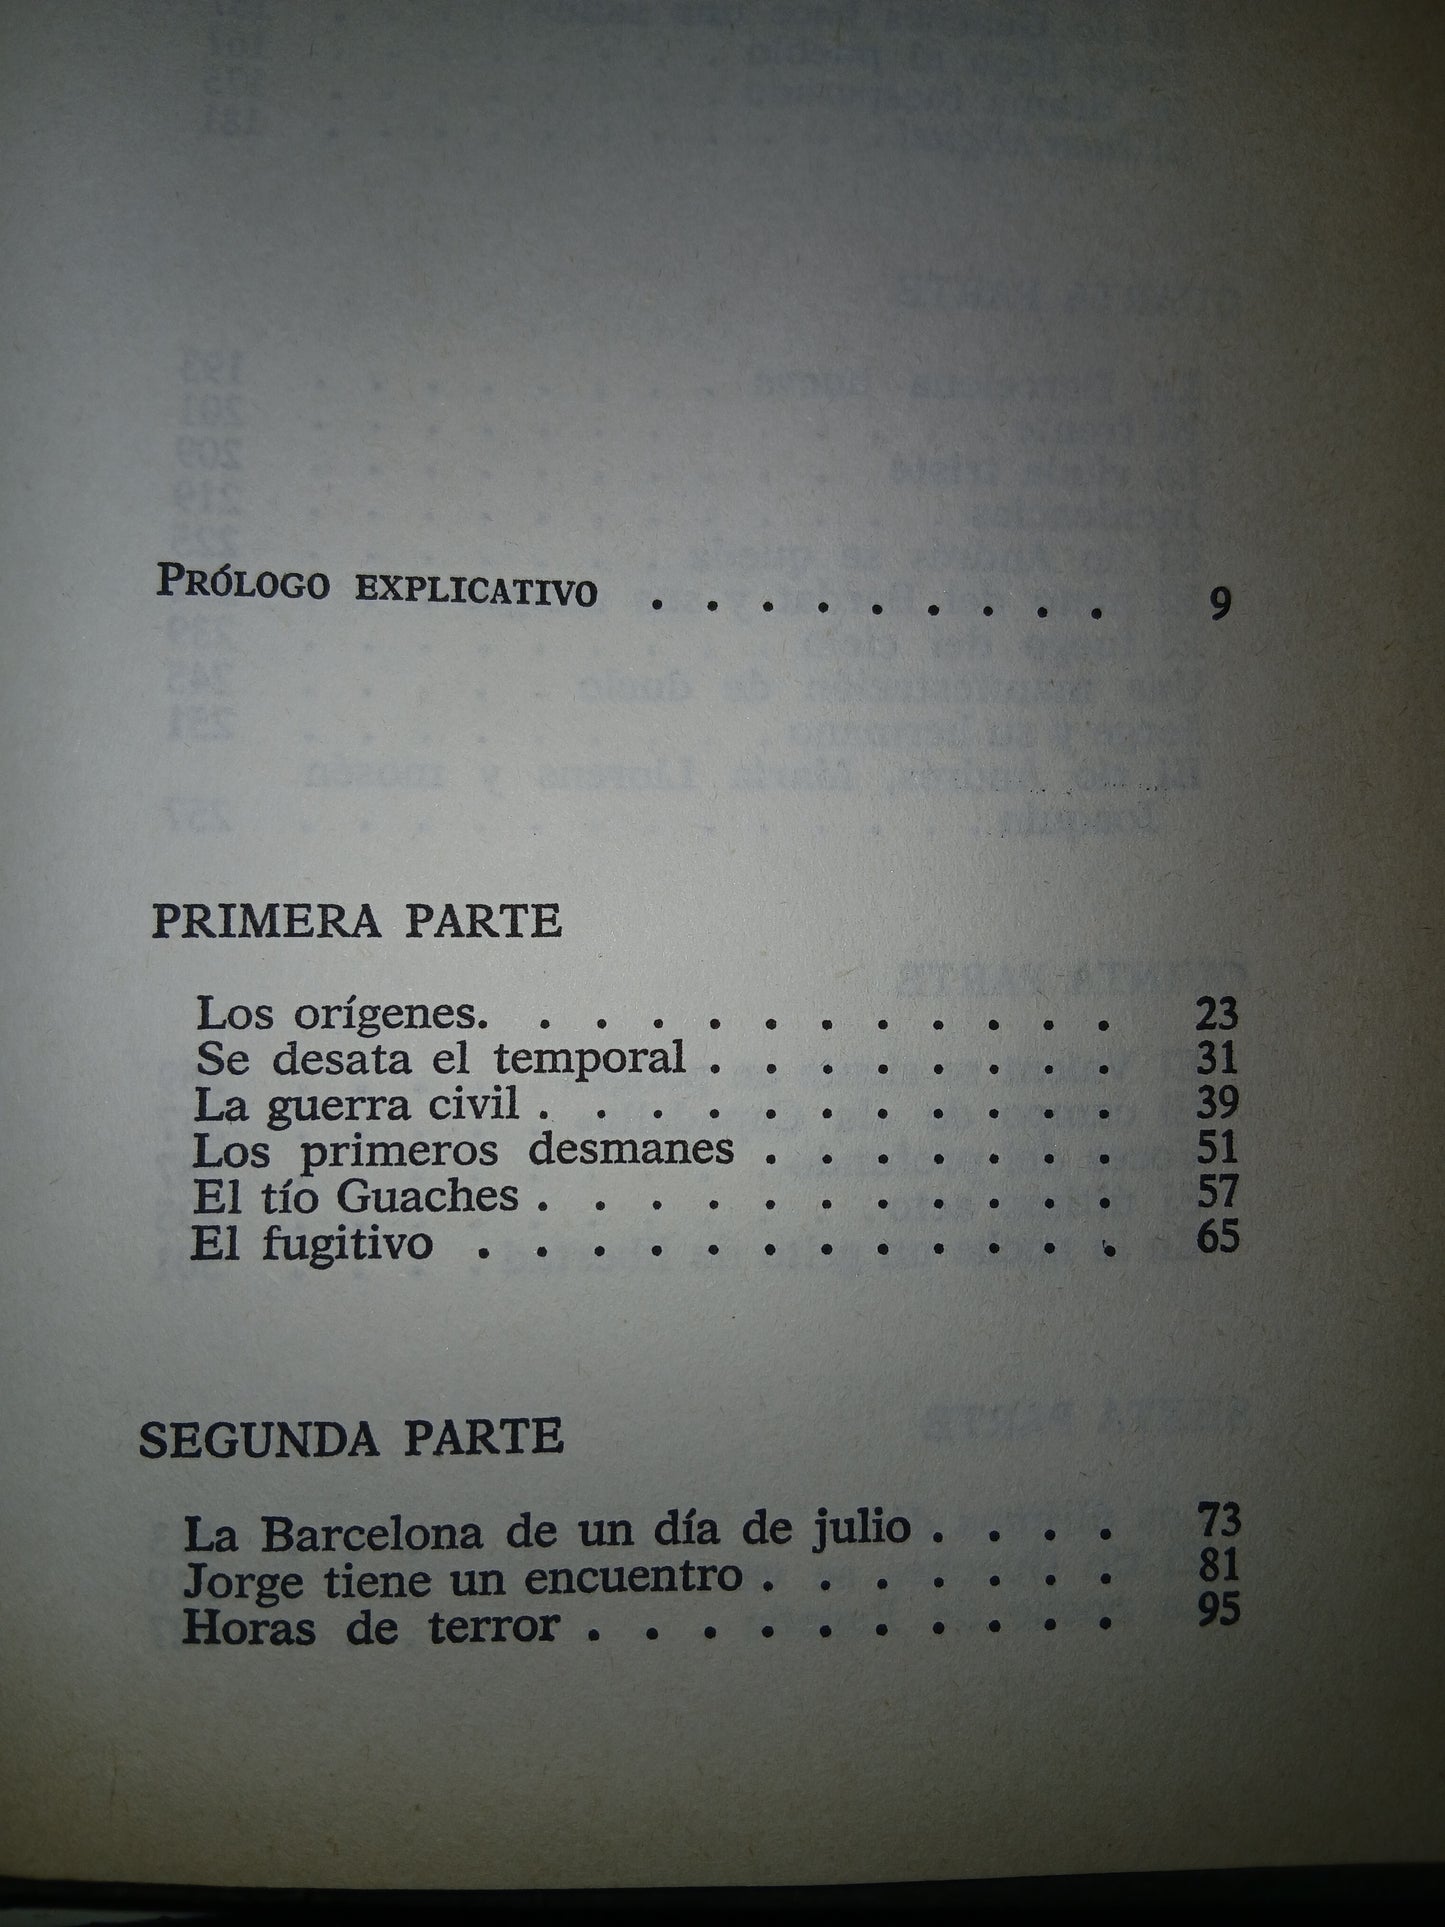 PRÓLOGO EXPLICATIVO . . . . . . . . . 9
PRIMERA PARTE
Los orígenes. . . . . . . . . . . . 23
Se desata el temporal . . . . . . . . 31
La guerra civil . . . . . . . . . . . 39
Los primeros desmanes . . . . . . . 51
El tío Guaches . . . . . . . . . . . 57
El fugitivo . . . . . . . . . . . . 65
SEGUNDA PARTE
La Barcelona de un día de julio . . . . 73
Jorge tiene un encuentro . . . . . . . 81
Horas de terror . . . . . . . . . . 95